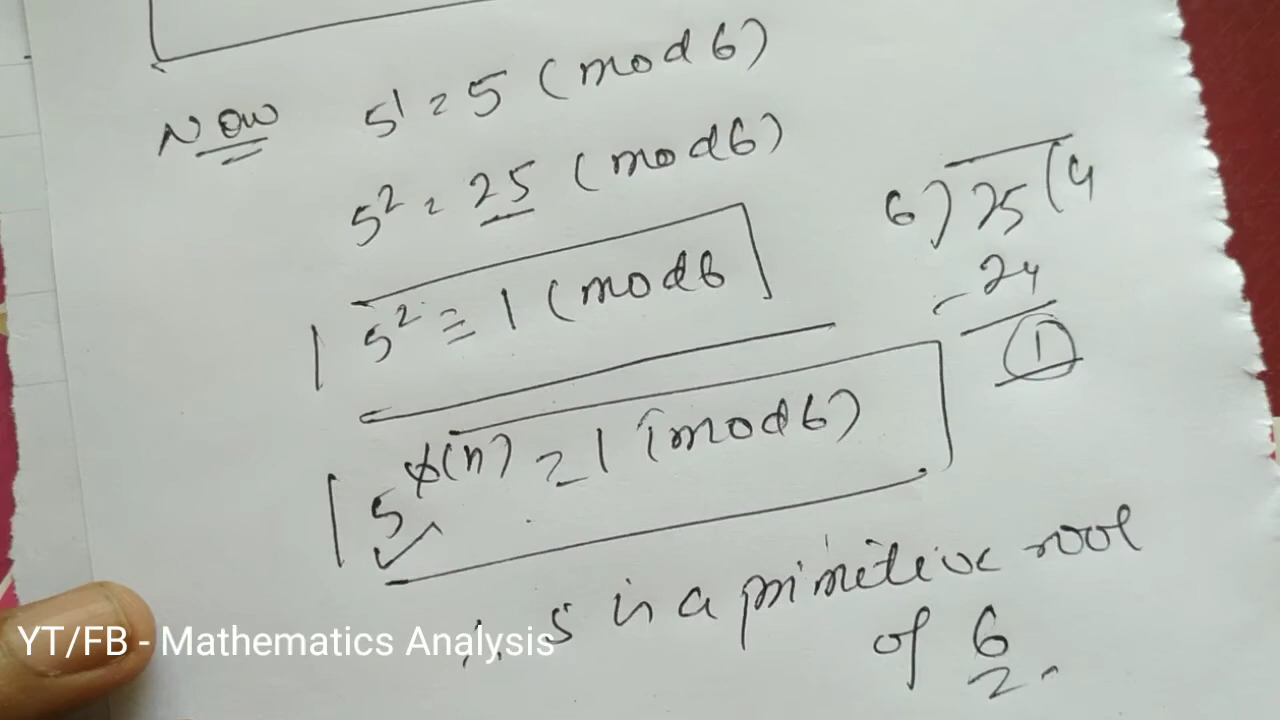 Now 5¹ ≡ 5 (mod 6)
5² ≡ 25 (mod 6)
5² ≡ 1 (mod 6
6) 25 (4
- 24
1
5^ϕ(n) ≡ 1 (mod 6)
∴ 5 is a primitive root
of 6
YT/FB - Mathematics Analysis